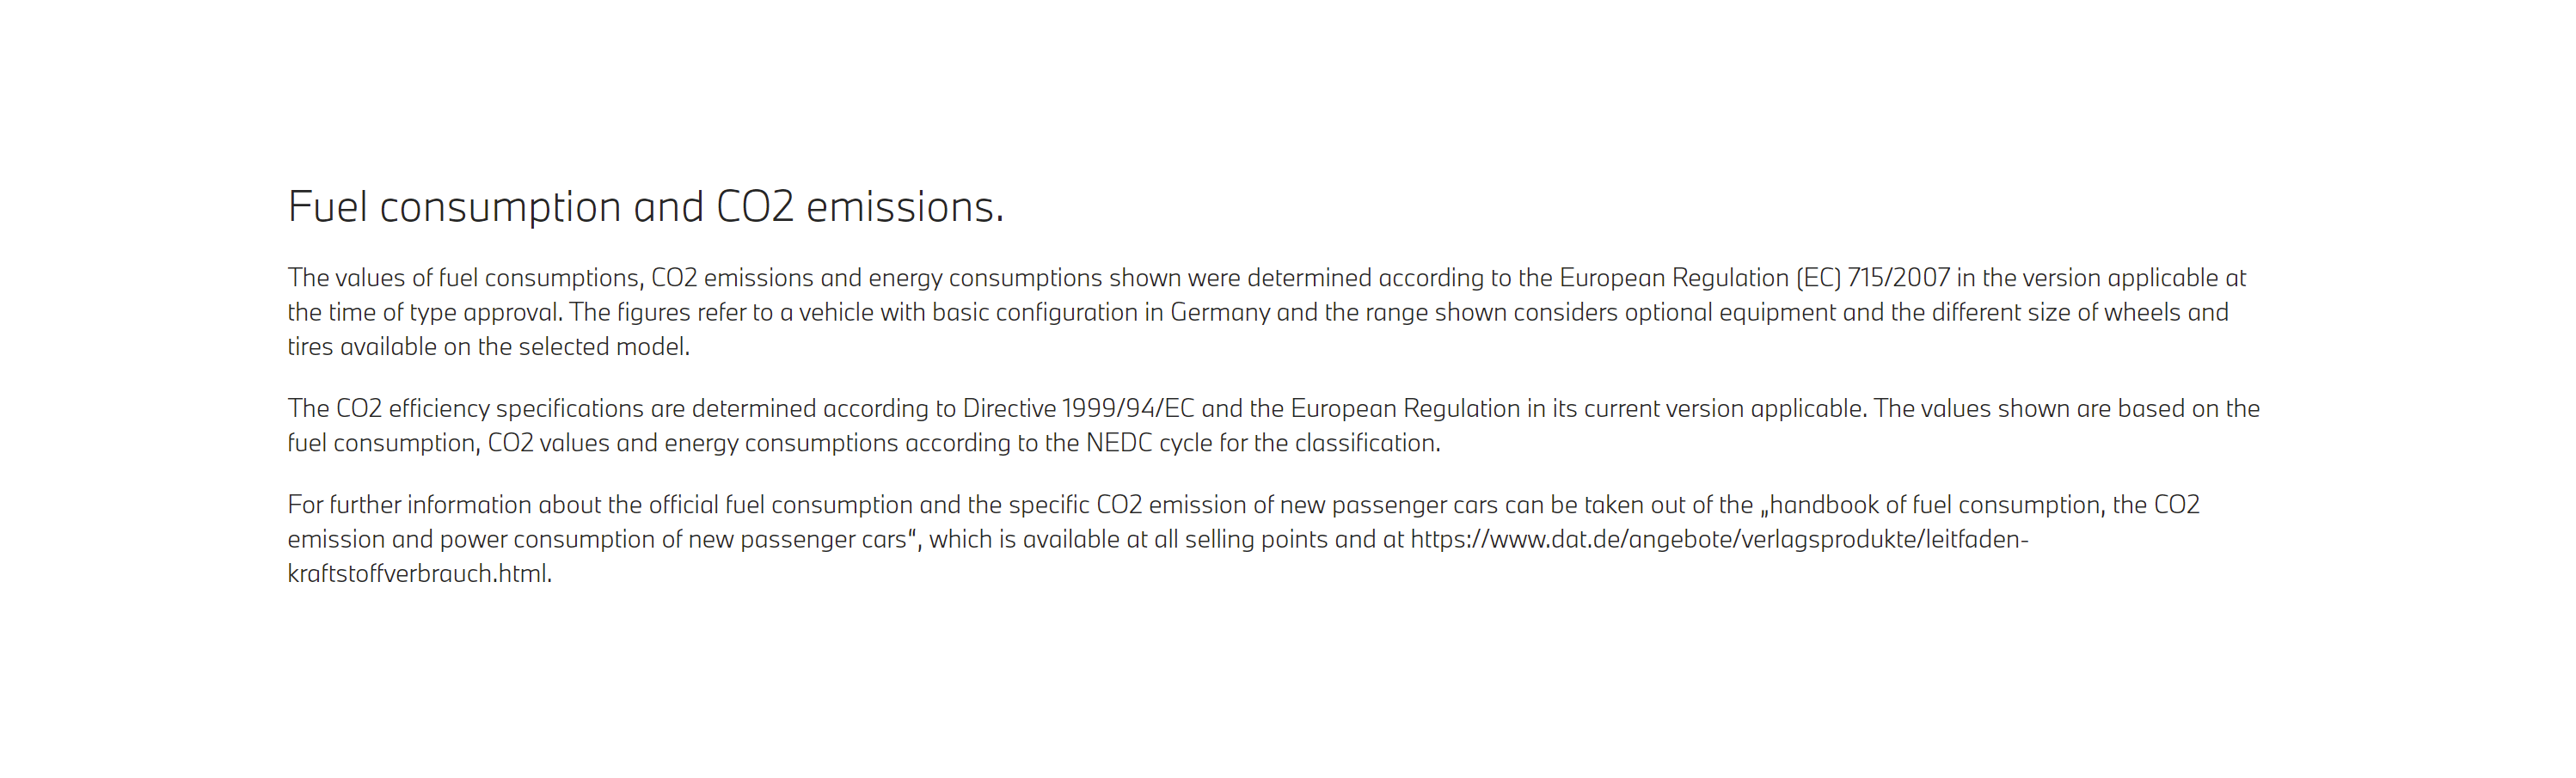 Fuel consumption and CO2 emissions.
The values of fuel consumptions, CO2 emissions and energy consumptions shown were determined according to the European Regulation (EC) 715/2007 in the version applicable at
the time of type approval. The figures refer to a vehicle with basic configuration in Germany and the range shown considers optional equipment and the different size of wheels and
tires available on the selected model.
The CO2 efficiency specifications are determined according to Directive 1999/94/EC and the European Regulation in its current version applicable. The values shown are based on the
fuel consumption, CO2 values and energy consumptions according to the NEDC cycle for the classification.
For further information about the official fuel consumption and the specific CO2 emission of new passenger cars can be taken out of the „handbook of fuel consumption, the CO2
emission and power consumption of new passenger cars“, which is available at all selling points and at https://www.dat.de/angebote/verlagsprodukte/leitfaden-
kraftstoffverbrauch.html.